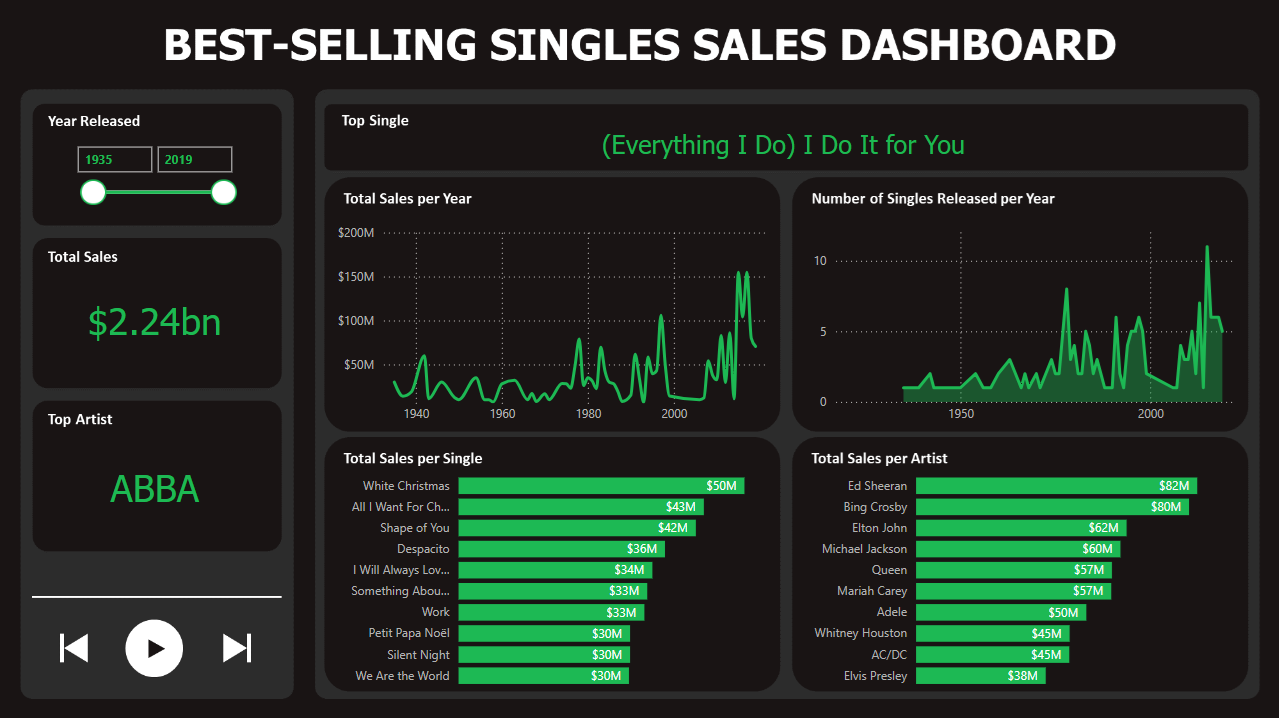 BEST-SELLING SINGLES SALES DASHBOARD
Year Released
1935 2019
Total Sales
$2.24bn
Top Artist
ABBA
Top Single
(Everything I Do) I Do It for You
Total Sales per Year
$200M
$150M
$100M
$50M
1940 1960 1980 2000
Number of Singles Released per Year
10
5
0
1950 2000
Total Sales per Single
White Christmas $50M
All I Want For Ch... $43M
Shape of You $42M
Despacito $36M
I Will Always Lov... $34M
Something Abou... $33M
Work $33M
Petit Papa Noël $30M
Silent Night $30M
We Are the World $30M
Total Sales per Artist
Ed Sheeran $82M
Bing Crosby $80M
Elton John $62M
Michael Jackson $60M
Queen $57M
Mariah Carey $57M
Adele $50M
Whitney Houston $45M
AC/DC $45M
Elvis Presley $38M